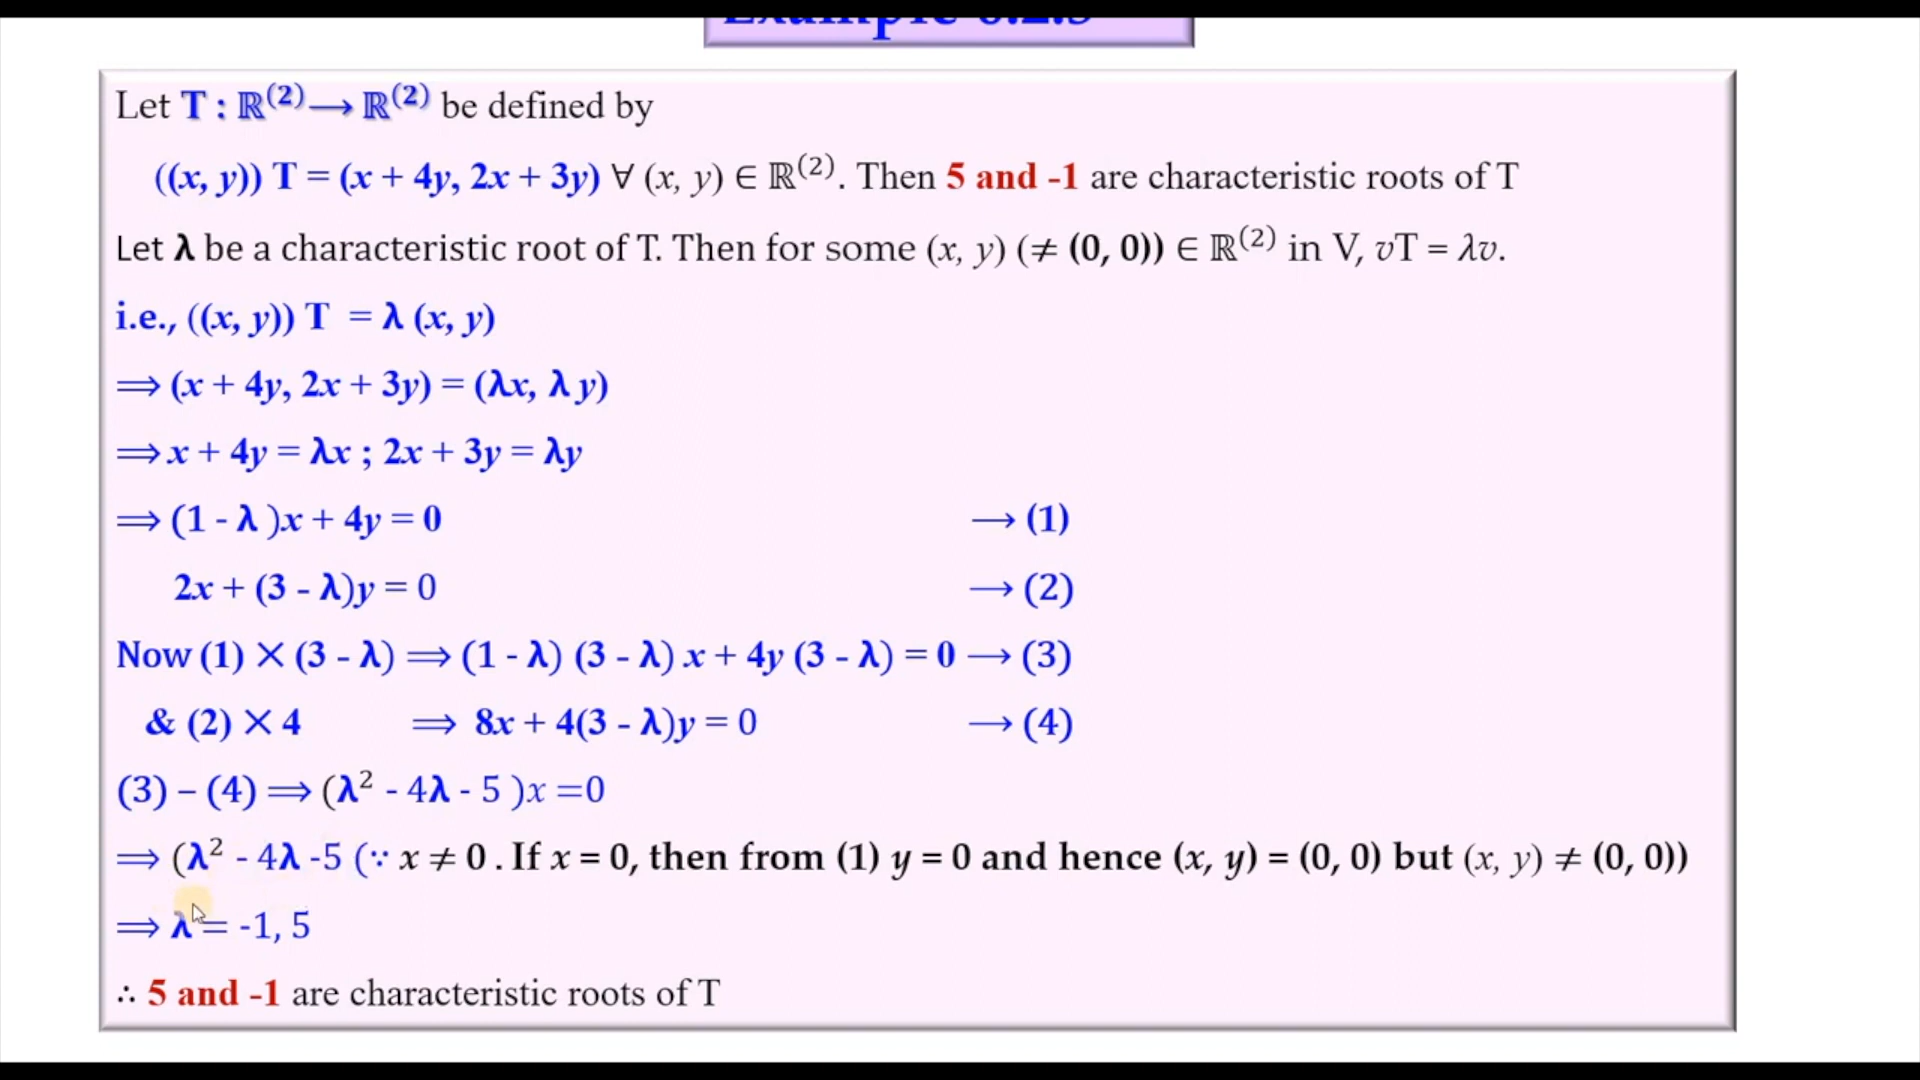 Example 6.2.5
Let T : ℝ⁽²⁾⟶ ℝ⁽²⁾ be defined by
((x, y)) T = (x + 4y, 2x + 3y) ∀ (x, y) ∈ ℝ⁽²⁾. Then 5 and -1 are characteristic roots of T
Let λ be a characteristic root of T. Then for some (x, y) (≠ (0, 0)) ∈ ℝ⁽²⁾ in V, vT = λv.
i.e., ((x, y)) T = λ (x, y)
⟹ (x + 4y, 2x + 3y) = (λx, λ y)
⟹ x + 4y = λx ; 2x + 3y = λy
⟹ (1 - λ )x + 4y = 0 ⟶ (1)
2x + (3 - λ)y = 0 ⟶ (2)
Now (1) × (3 - λ) ⟹ (1 - λ) (3 - λ) x + 4y (3 - λ) = 0 ⟶ (3)
& (2) × 4 ⟹ 8x + 4(3 - λ)y = 0 ⟶ (4)
(3) – (4) ⟹ (λ² - 4λ - 5 )x =0
⟹ (λ² - 4λ -5 (∵ x ≠ 0 . If x = 0, then from (1) y = 0 and hence (x, y) = (0, 0) but (x, y) ≠ (0, 0))
⟹ λ = -1, 5
∴ 5 and -1 are characteristic roots of T